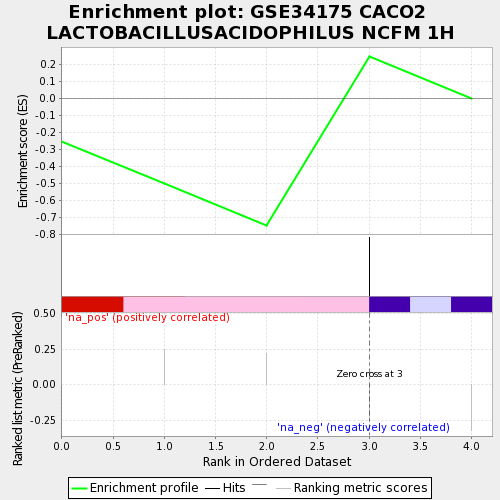 Enrichment plot: GSE34175 CACO2
LACTOBACILLUSACIDOPHILUS NCFM 1H
Enrichment score (ES)
0.2
0.1
0.0
-0.1
-0.2
-0.3
-0.4
-0.5
-0.6
-0.7
-0.8
Ranked list metric (PreRanked)
0.50
0.25
0.00
-0.25
'na_pos' (positively correlated)
Zero cross at 3
'na_neg' (negatively correlated)
0.0 0.5 1.0 1.5 2.0 2.5 3.0 3.5 4.0
Rank in Ordered Dataset
Enrichment profile Hits Ranking metric scores